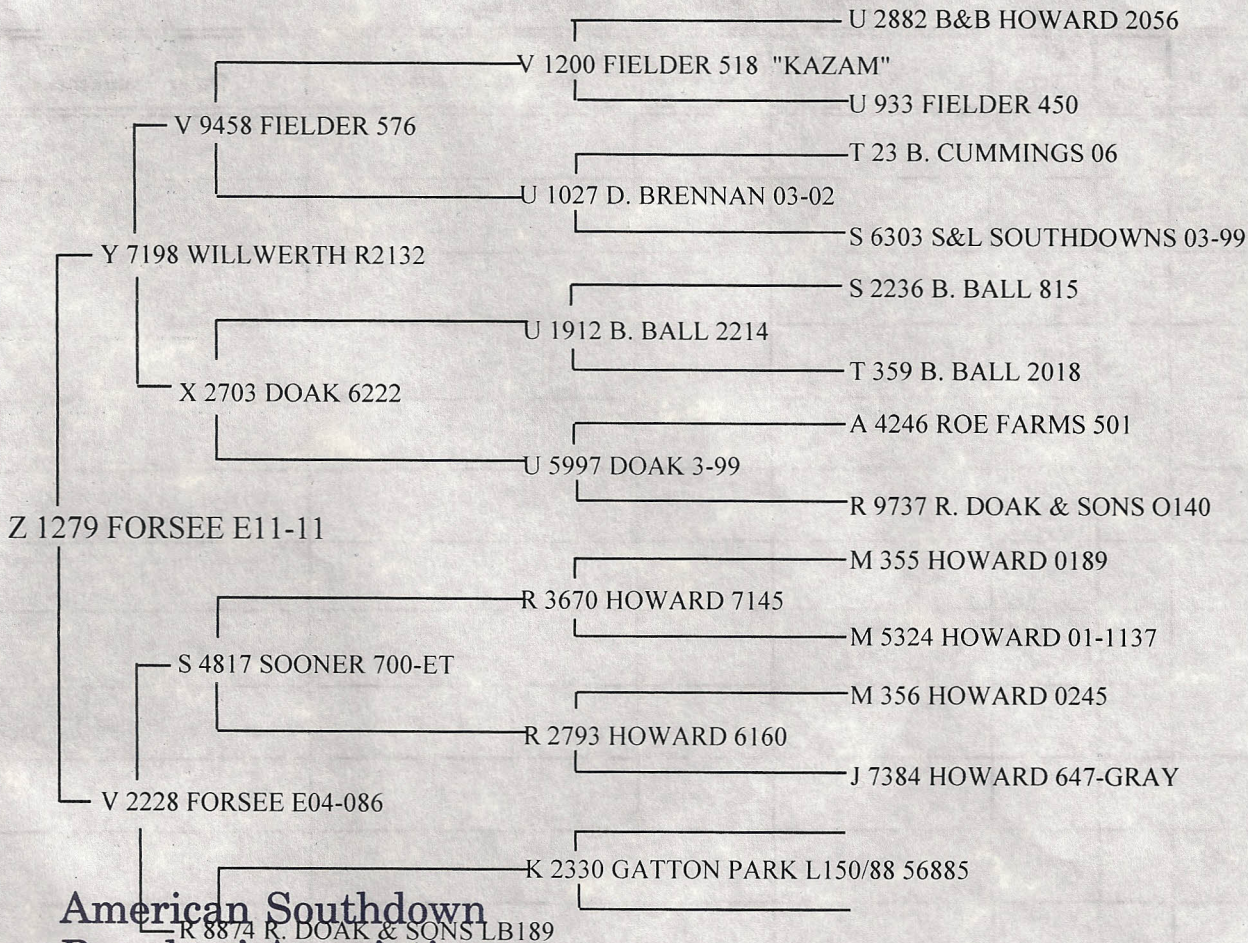 U 2882 B&B HOWARD 2056
V 1200 FIELDER 518 "KAZAM"
U 933 FIELDER 450
V 9458 FIELDER 576
T 23 B. CUMMINGS 06
U 1027 D. BRENNAN 03-02
S 6303 S&L SOUTHDOWNS 03-99
Y 7198 WILLWERTH R2132
S 2236 B. BALL 815
U 1912 B. BALL 2214
T 359 B. BALL 2018
X 2703 DOAK 6222
A 4246 ROE FARMS 501
U 5997 DOAK 3-99
R 9737 R. DOAK & SONS O140
Z 1279 FORSEE E11-11
M 355 HOWARD 0189
R 3670 HOWARD 7145
M 5324 HOWARD 01-1137
S 4817 SOONER 700-ET
M 356 HOWARD 0245
R 2793 HOWARD 6160
J 7384 HOWARD 647-GRAY
V 2228 FORSEE E04-086
K 2330 GATTON PARK L150/88 56885
American Southdown
R 8874 R. DOAK & SONS LB189